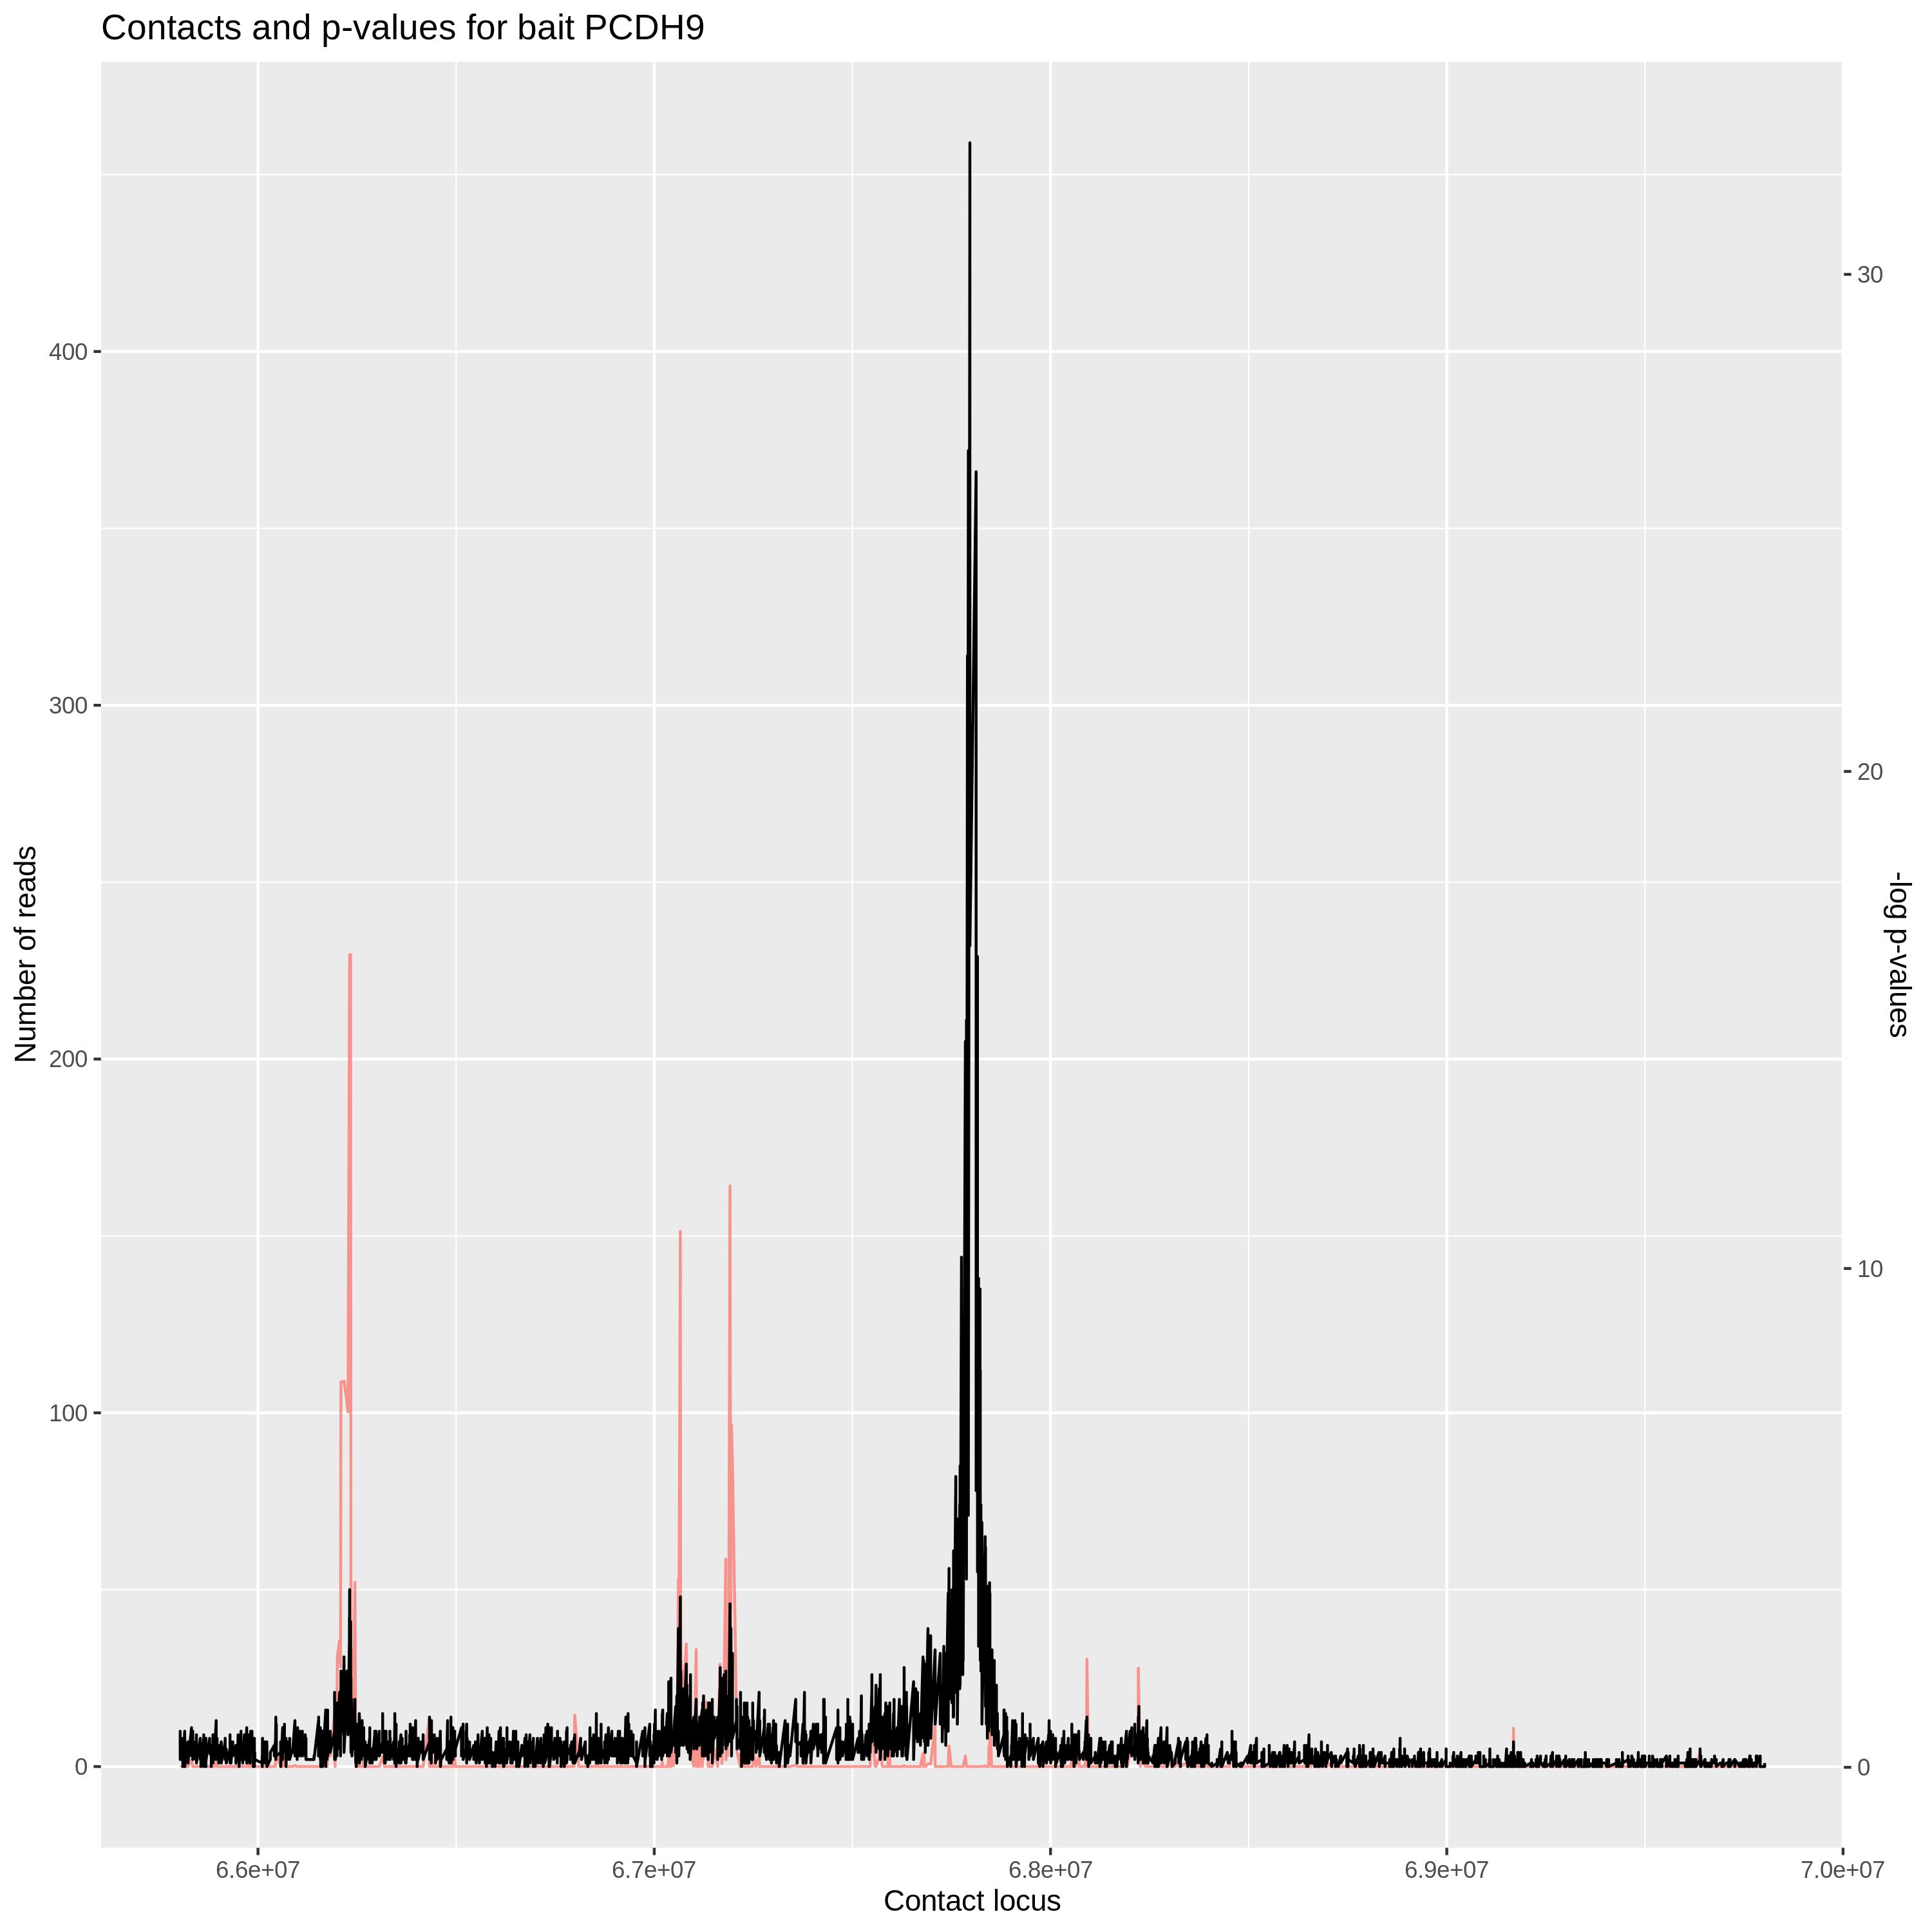 Contacts and p-values for bait PCDH9
Number of reads
400
300
200
100
0
30
20
10
0
-log p-values
6.6e+07
6.7e+07
6.8e+07
6.9e+07
7.0e+07
Contact locus